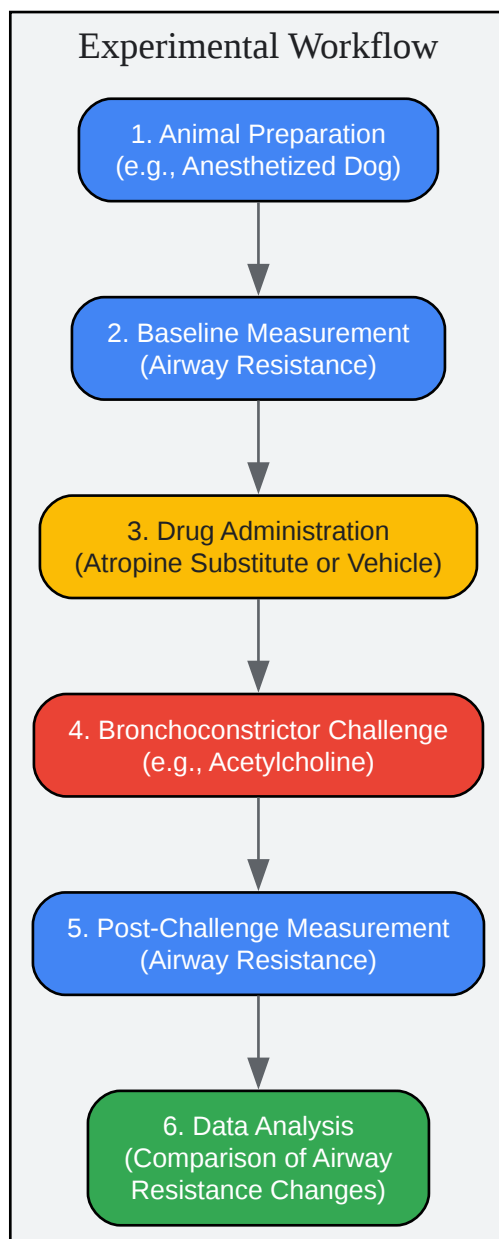 Experimental Workflow
1. Animal Preparation
(e.g., Anesthetized Dog)
2. Baseline Measurement
(Airway Resistance)
3. Drug Administration
(Atropine Substitute or Vehicle)
4. Bronchoconstrictor Challenge
(e.g., Acetylcholine)
5. Post-Challenge Measurement
(Airway Resistance)
6. Data Analysis
(Comparison of Airway
Resistance Changes)